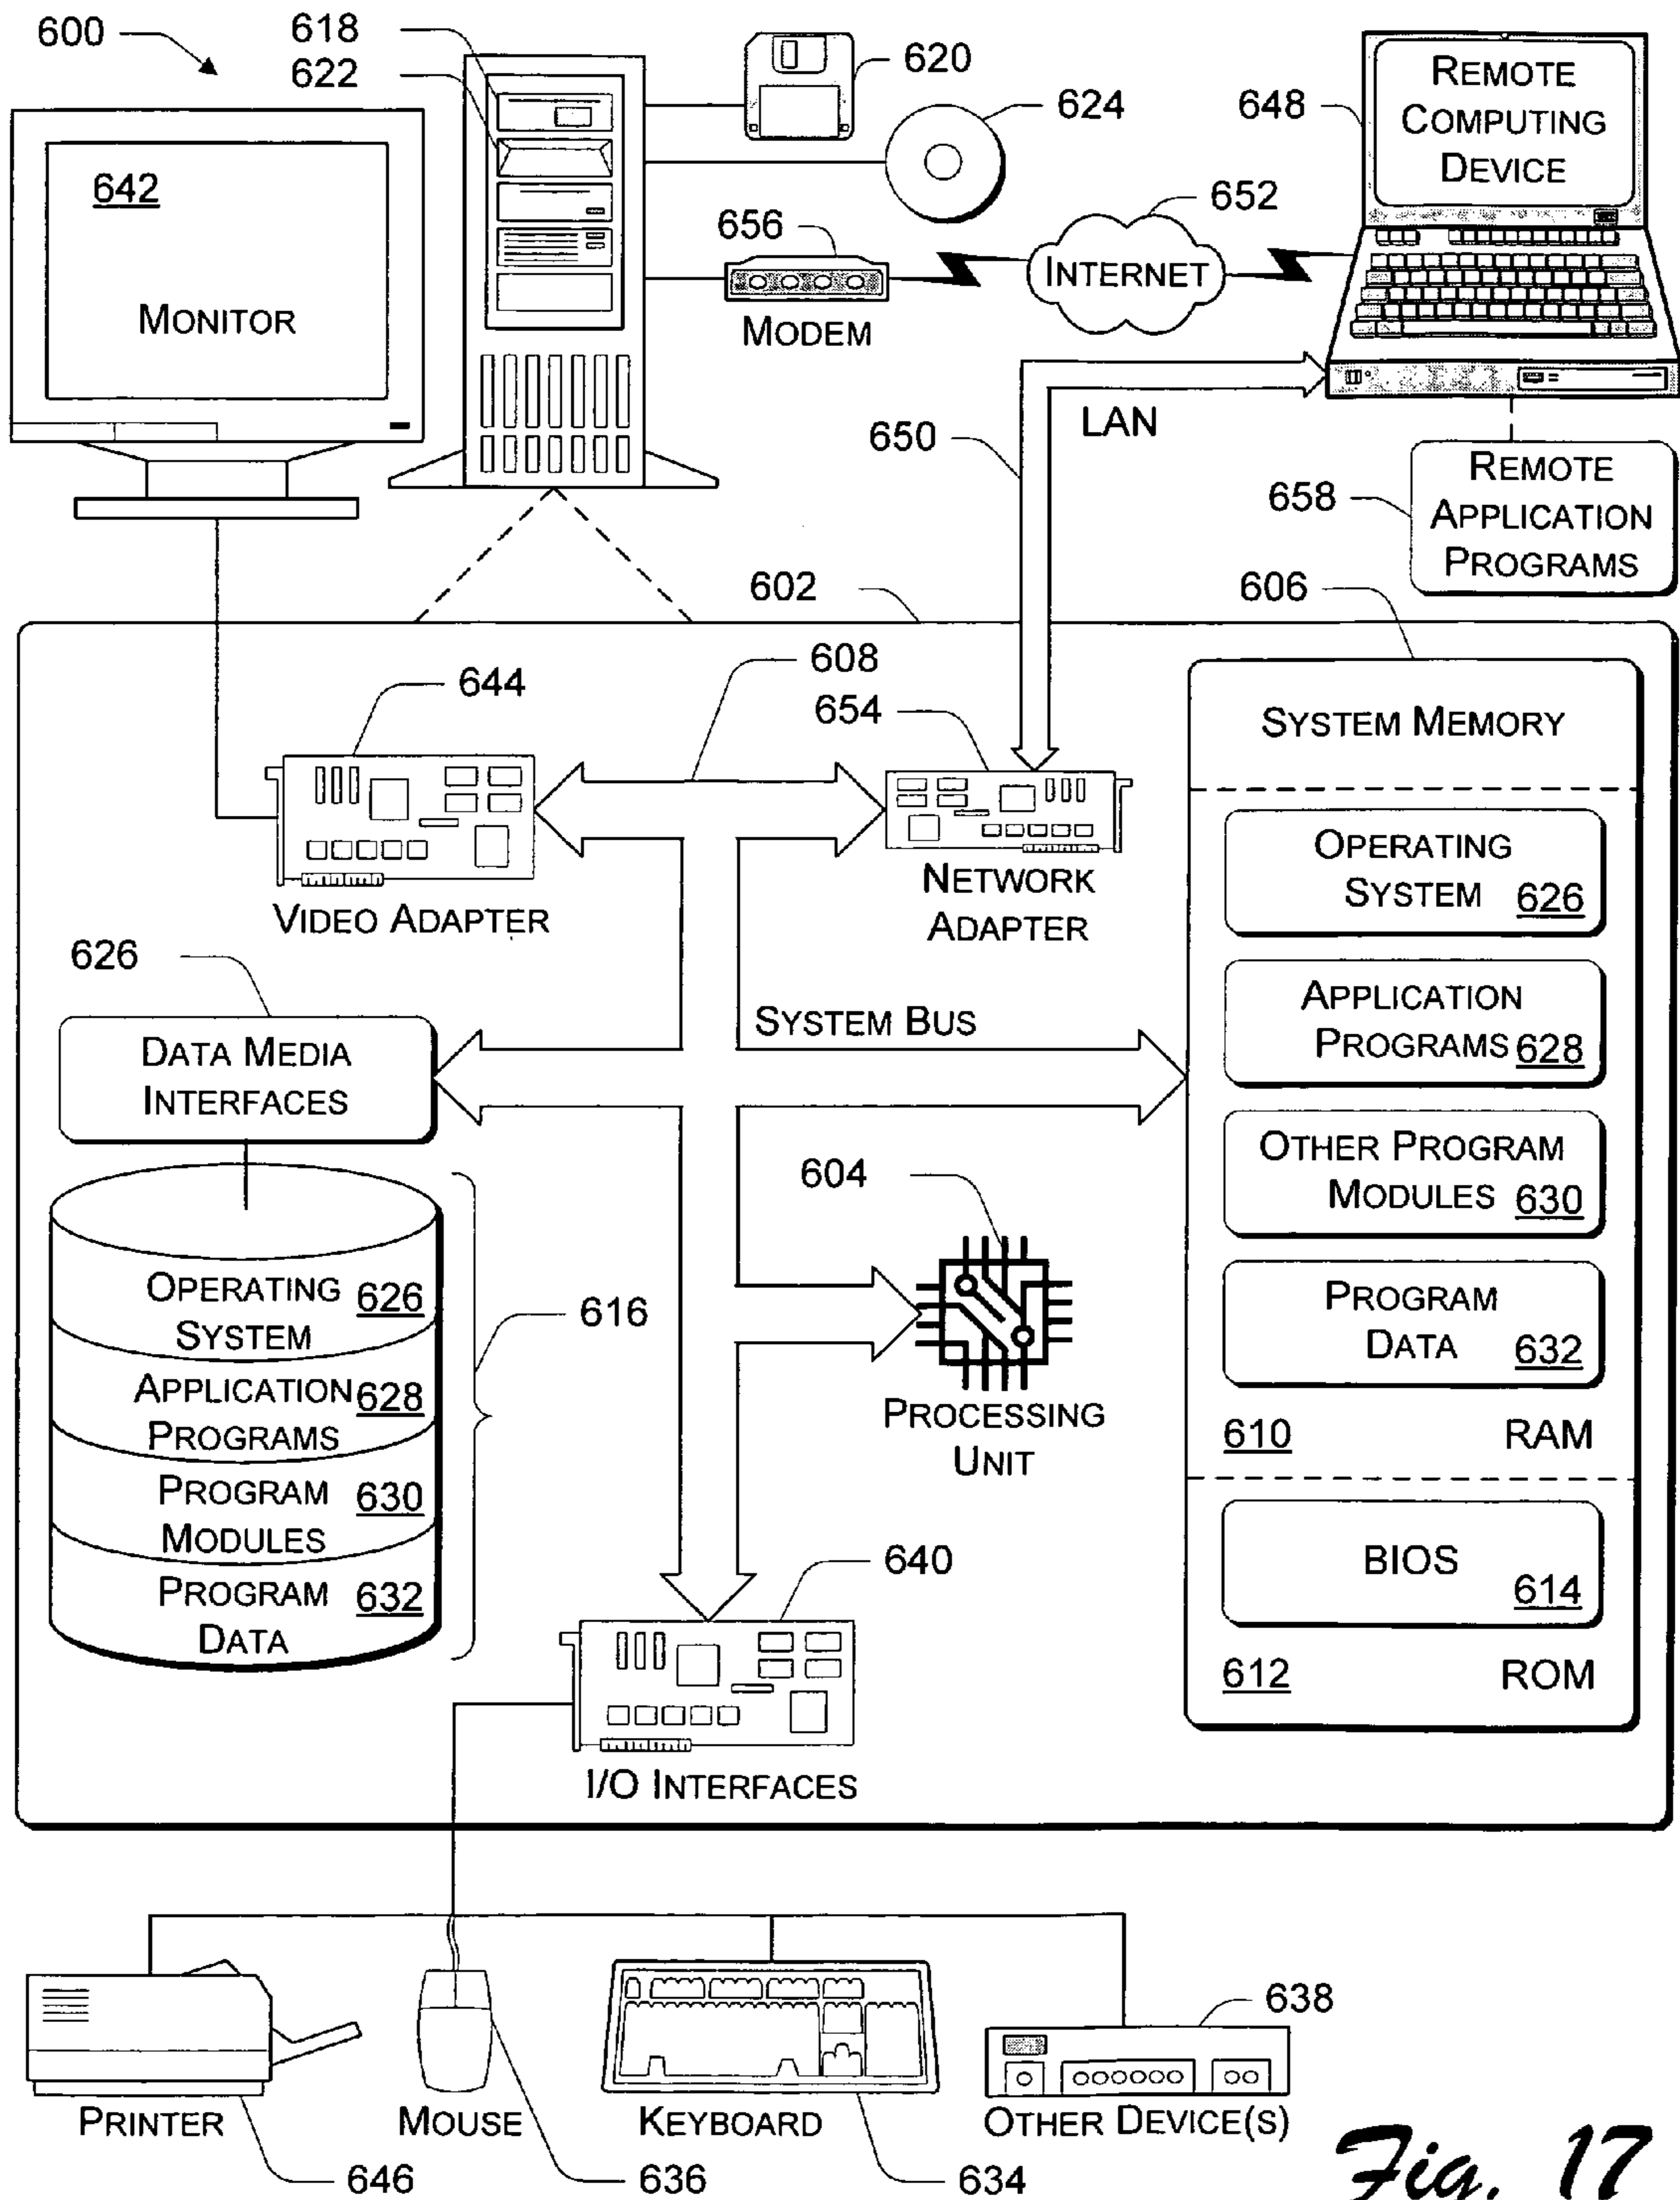 600
618
622
620
624
648
REMOTE
COMPUTING
DEVICE
642
MONITOR
656
MODEM
652
INTERNET
650
LAN
658
REMOTE
APPLICATION
PROGRAMS
602
606
608
644
654
SYSTEM MEMORY
VIDEO ADAPTER
NETWORK
ADAPTER
OPERATING
SYSTEM 626
626
DATA MEDIA
INTERFACES
SYSTEM BUS
APPLICATION
PROGRAMS 628
OTHER PROGRAM
MODULES 630
604
PROCESSING
UNIT
PROGRAM
DATA 632
610 RAM
OPERATING 626
SYSTEM
APPLICATION 628
PROGRAMS
PROGRAM 630
MODULES
PROGRAM 632
DATA
616
BIOS
614
612 ROM
640
I/O INTERFACES
PRINTER
646
MOUSE
636
KEYBOARD
634
638
OTHER DEVICE(S)
Fig. 17